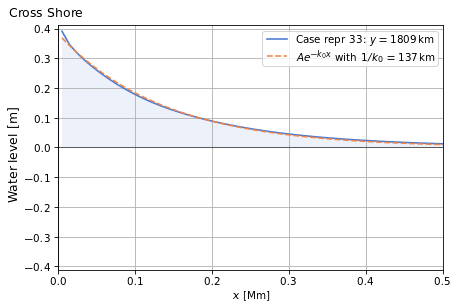 Cross Shore
Case repr 33: y = 1809 km
Ae^{-k_0 x} with 1/k_0 = 137 km
Water level [m]
0.4
0.3
0.2
0.1
0.0
−0.1
−0.2
−0.3
−0.4
0.0 0.1 0.2 0.3 0.4 0.5
x [Mm]